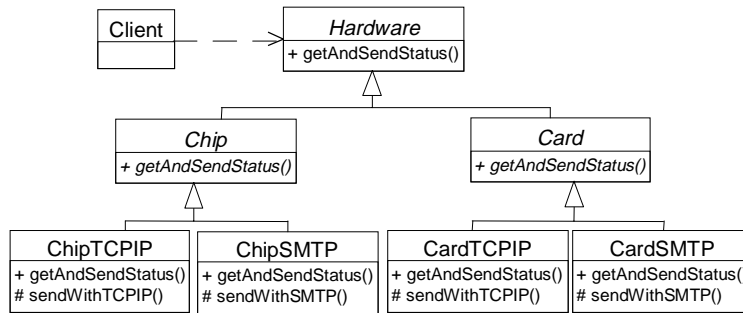 Client
Hardware
+ getAndSendStatus()
Chip
+ getAndSendStatus()
Card
+ getAndSendStatus()
ChipTCPIP
+ getAndSendStatus()
# sendWithTCPIP()
ChipSMTP
+ getAndSendStatus()
# sendWithSMTP()
CardTCPIP
+ getAndSendStatus()
# sendWithTCPIP()
CardSMTP
+ getAndSendStatus()
# sendWithSMTP()